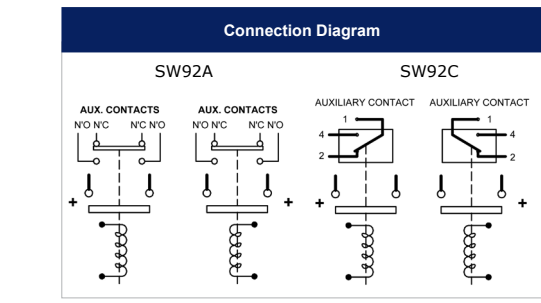 Connection Diagram
SW92A
SW92C
AUX. CONTACTS
AUX. CONTACTS
AUXILIARY CONTACT
AUXILIARY CONTACT
N'O N'C N'C N'O
N'O N'C N'C N'O
1
4
2
1
4
2
+
+
+
+